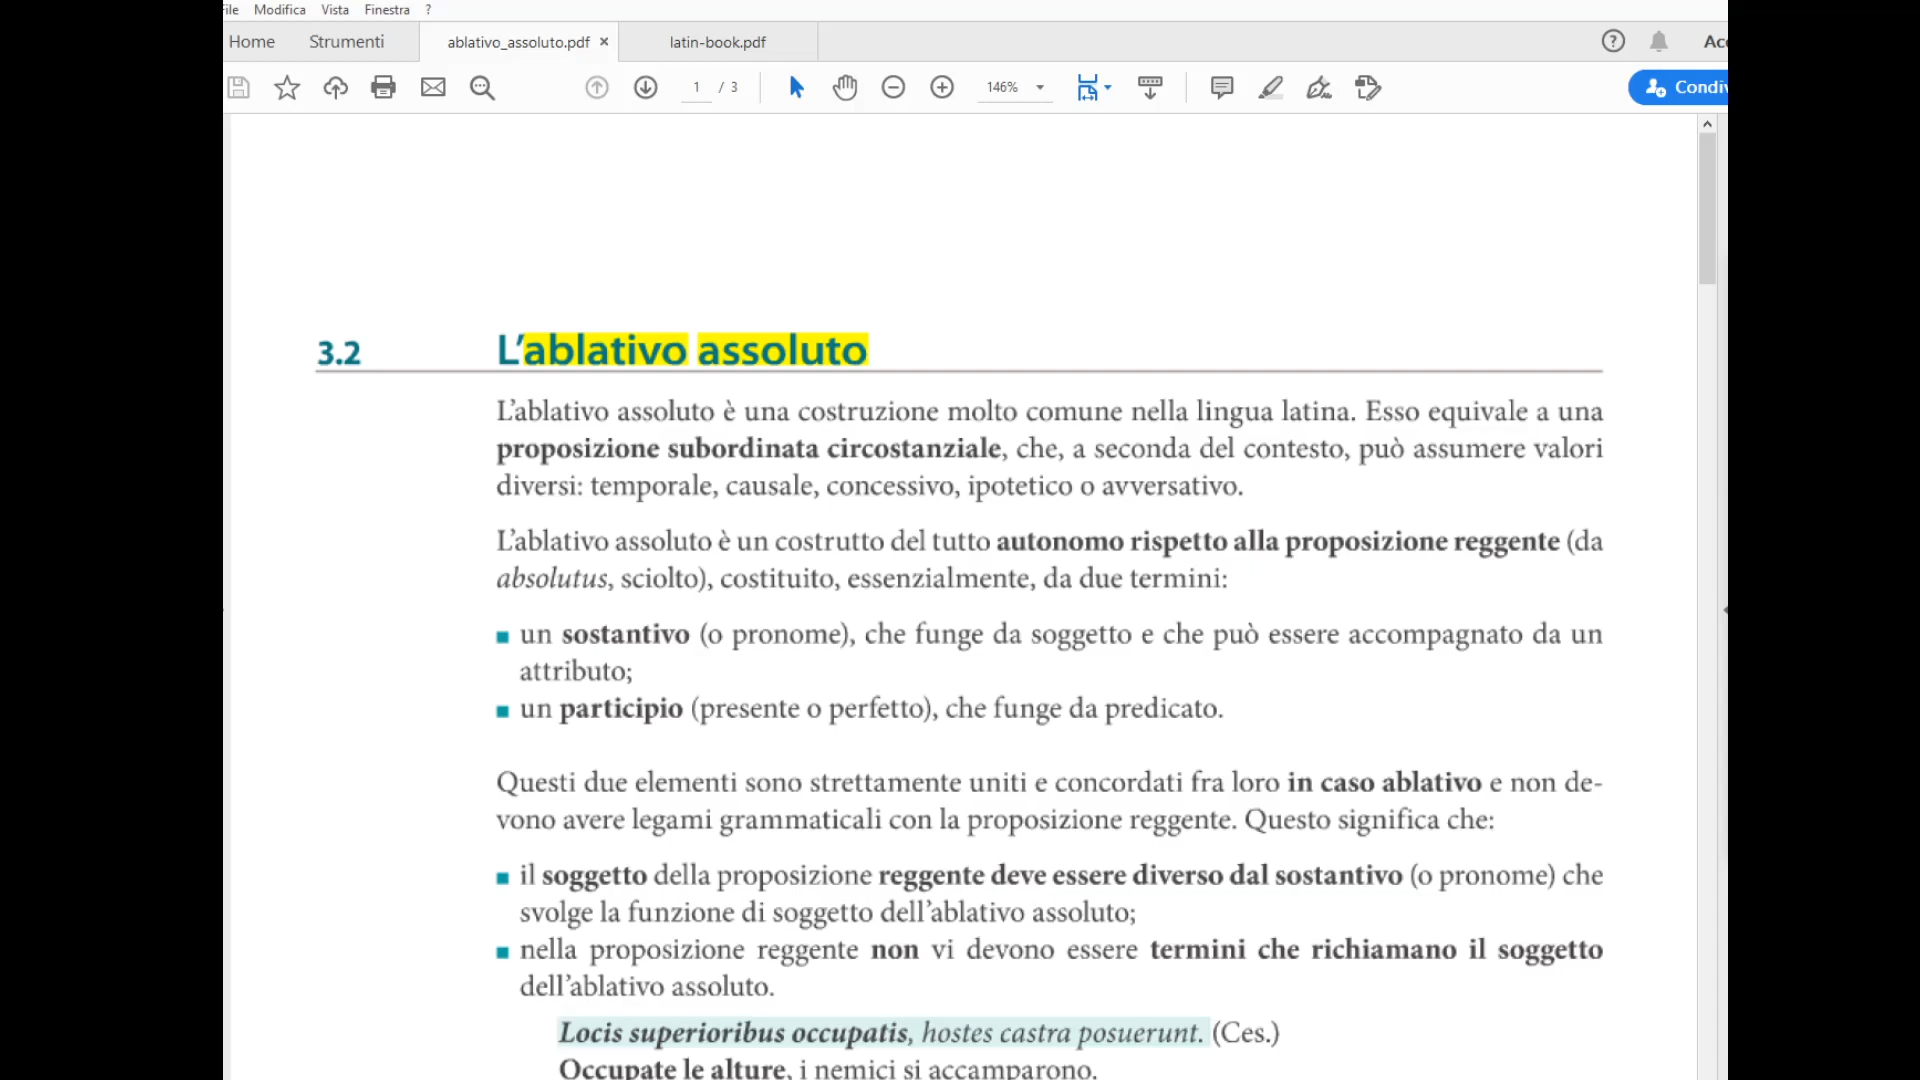 ile Modifica Vista Finestra ?
Home Strumenti ablativo_assoluto.pdf × latin-book.pdf ? Acc
1 / 3 146% Condiv
3.2 L’ablativo assoluto
L’ablativo assoluto è una costruzione molto comune nella lingua latina. Esso equivale a una
proposizione subordinata circostanziale, che, a seconda del contesto, può assumere valori
diversi: temporale, causale, concessivo, ipotetico o avversativo.
L’ablativo assoluto è un costrutto del tutto autonomo rispetto alla proposizione reggente (da
absolutus, sciolto), costituito, essenzialmente, da due termini:
■ un sostantivo (o pronome), che funge da soggetto e che può essere accompagnato da un
attributo;
■ un participio (presente o perfetto), che funge da predicato.
Questi due elementi sono strettamente uniti e concordati fra loro in caso ablativo e non de-
vono avere legami grammaticali con la proposizione reggente. Questo significa che:
■ il soggetto della proposizione reggente deve essere diverso dal sostantivo (o pronome) che
svolge la funzione di soggetto dell’ablativo assoluto;
■ nella proposizione reggente non vi devono essere termini che richiamano il soggetto
dell’ablativo assoluto.
Locis superioribus occupatis, hostes castra posuerunt. (Ces.)
Occupate le alture, i nemici si accamparono.